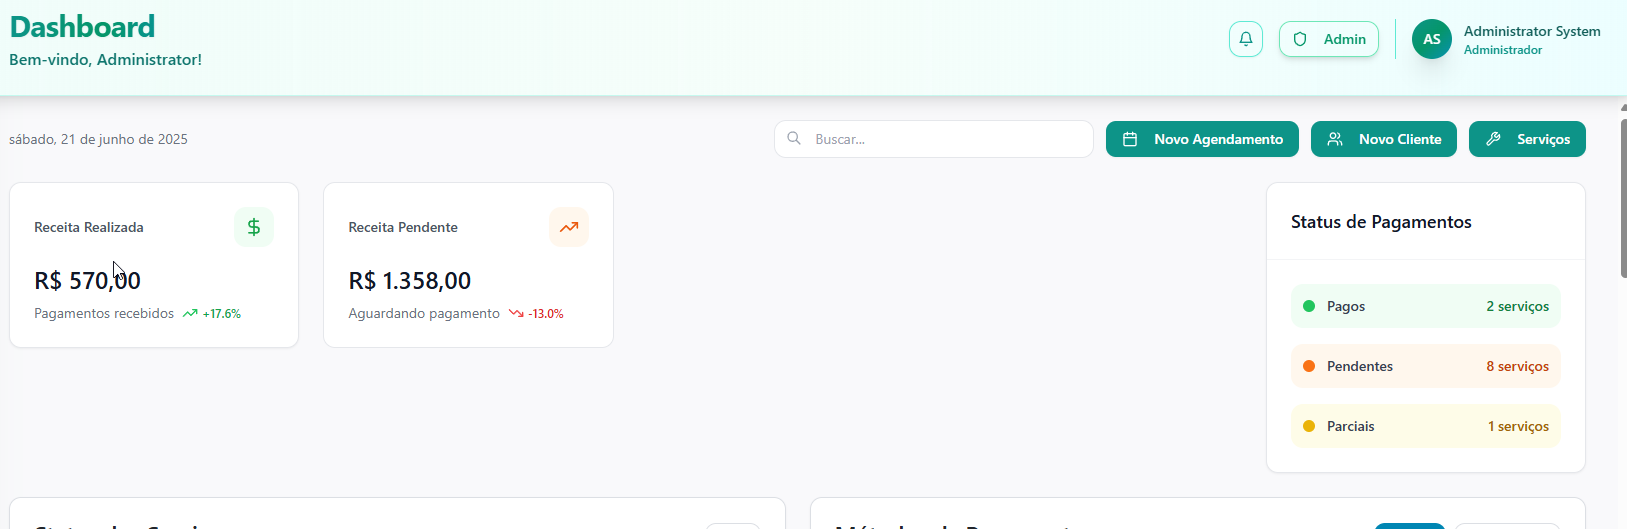 Dashboard
Bem-vindo, Administrator!
Admin
AS
Administrator System
Administrador
sábado, 21 de junho de 2025
Buscar...
Novo Agendamento
Novo Cliente
Serviços
Receita Realizada
R$ 570,00
Pagamentos recebidos +17.6%
Receita Pendente
R$ 1.358,00
Aguardando pagamento -13.0%
Status de Pagamentos
Pagos 2 serviços
Pendentes 8 serviços
Parciais 1 serviços